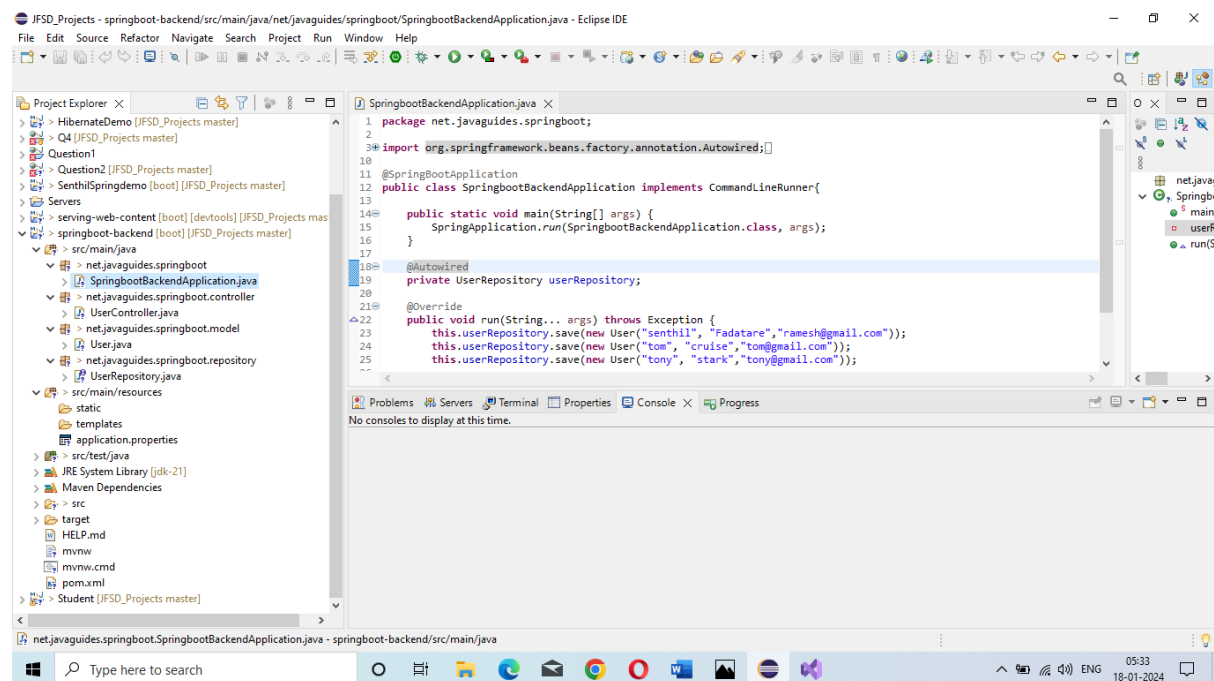 JFSD_Projects - springboot-backend/src/main/java/net/javaguides/springboot/SpringbootBackendApplication.java - Eclipse IDE
File Edit Source Refactor Navigate Search Project Run Window Help
Project Explorer
> HibernateDemo [JFSD_Projects master]
> Q4 [JFSD_Projects master]
Question1
> Question2 [JFSD_Projects master]
> SenthilSpringdemo [boot] [JFSD_Projects master]
Servers
> serving-web-content [boot] [devtools] [JFSD_Projects mas
> springboot-backend [boot] [JFSD_Projects master]
> src/main/java
> net.javaguides.springboot
> SpringbootBackendApplication.java
> net.javaguides.springboot.controller
> UserController.java
> net.javaguides.springboot.model
> User.java
> net.javaguides.springboot.repository
> UserRepository.java
> src/main/resources
static
templates
application.properties
> src/test/java
JRE System Library [jdk-21]
Maven Dependencies
> src
target
HELP.md
mvnw
mvnw.cmd
pom.xml
> Student [JFSD_Projects master]
SpringbootBackendApplication.java
1 package net.javaguides.springboot;
2
3 import org.springframework.beans.factory.annotation.Autowired;
10
11 @SpringBootApplication
12 public class SpringbootBackendApplication implements CommandLineRunner{
13
14 public static void main(String[] args) {
15 SpringApplication.run(SpringbootBackendApplication.class, args);
16 }
17
18 @Autowired
19 private UserRepository userRepository;
20
21 @Override
22 public void run(String... args) throws Exception {
23 this.userRepository.save(new User("senthil", "Fadatare","ramesh@gmail.com"));
24 this.userRepository.save(new User("tom", "cruise","tom@gmail.com"));
25 this.userRepository.save(new User("tony", "stark","tony@gmail.com"));
O
net.java
Springb
main
userR
run(S
Problems Servers Terminal Properties Console Progress
No consoles to display at this time.
net.javaguides.springboot.SpringbootBackendApplication.java - springboot-backend/src/main/java
Type here to search
ENG
05:33
18-01-2024